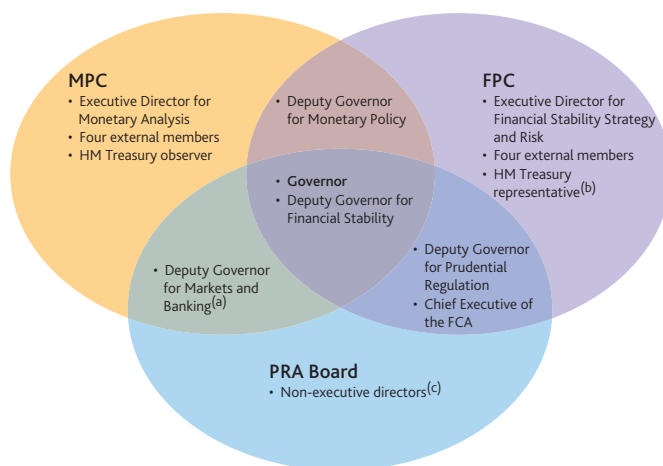 MPC
• Executive Director for
Monetary Analysis
• Four external members
• HM Treasury observer
• Deputy Governor
for Monetary Policy
FPC
• Executive Director for
Financial Stability Strategy
and Risk
• Four external members
• HM Treasury
representative(b)
• Governor
• Deputy Governor for
Financial Stability
• Deputy Governor
for Markets and
Banking(a)
• Deputy Governor
for Prudential
Regulation
• Chief Executive of
the FCA
PRA Board
• Non-executive directors(c)